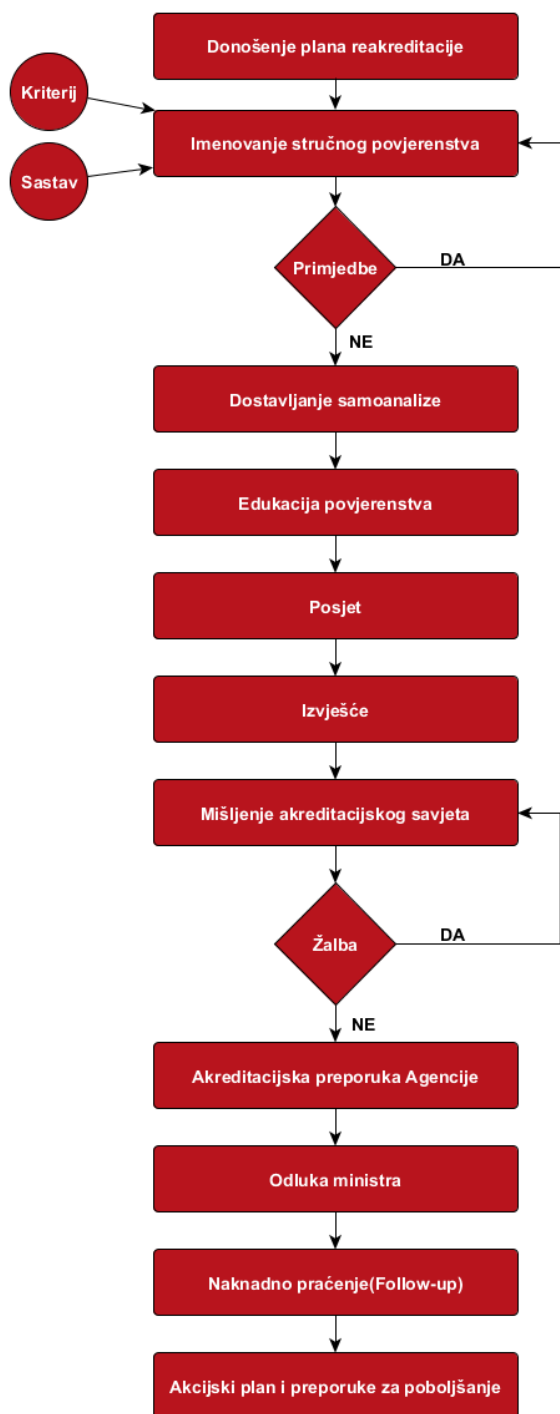 Donošenje plana reakreditacije
Kriterij
Imenovanje stručnog povjerenstva
Sastav
Primjedbe
DA
NE
Dostavljanje samoanalize
Edukacija povjerenstva
Posjet
Izvješće
Mišljenje akreditacijskog savjeta
Žalba
DA
NE
Akreditacijska preporuka Agencije
Odluka ministra
Naknadno praćenje(Follow-up)
Akcijski plan i preporuke za poboljšanje